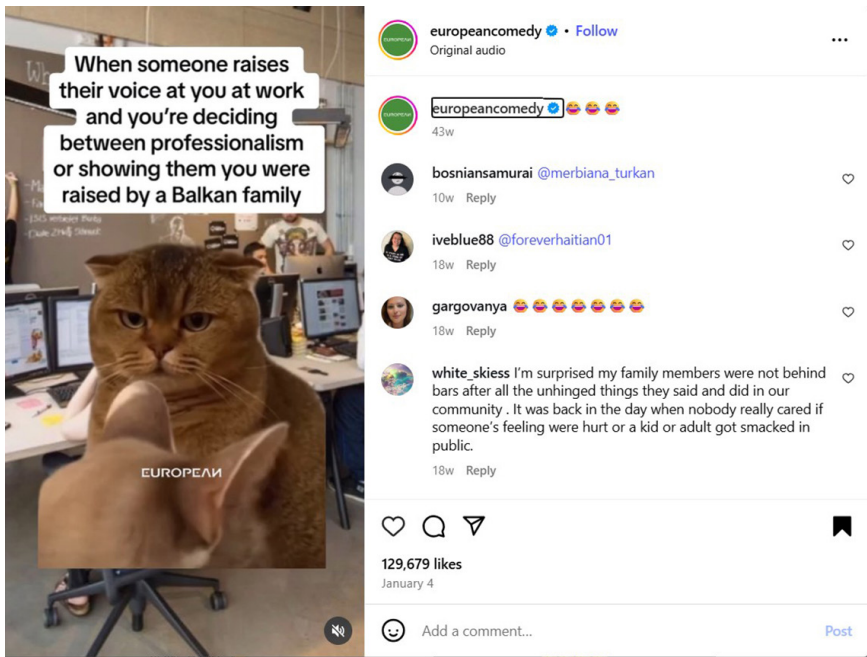 When someone raises
their voice at you at work
and you're deciding
between professionalism
or showing them you were
raised by a Balkan family
EUROPEAN
europeancomedy • Follow
Original audio
europeancomedy 😂 😂 😂
43w
bosniansamurai @merbiana_turkan
10w Reply
iveblue88 @foreverhaitian01
18w Reply
gargovanya 😂 😂 😂 😂 😂 😂 😂
18w Reply
white_skiess I'm surprised my family members were not behind
bars after all the unhinged things they said and did in our
community . It was back in the day when nobody really cared if
someone's feeling were hurt or a kid or adult got smacked in
public.
18w Reply
129,679 likes
January 4
Add a comment...
Post